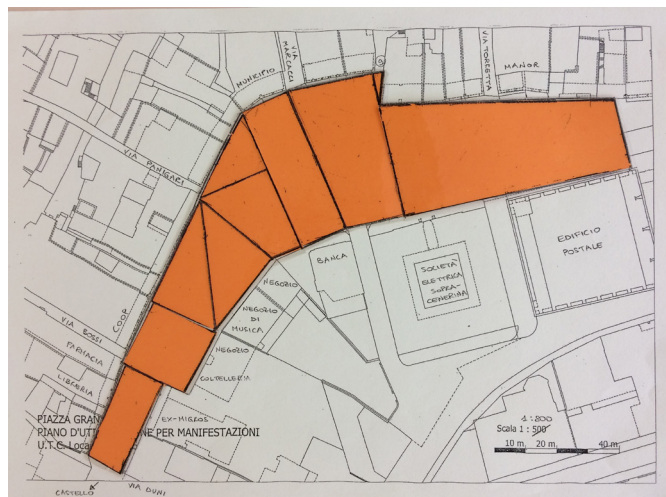 MUNICIPIO
VIA
MARCACCI
VIA TORRETTA
MANOR
VIA PANIGARI
EDIFICIO
POSTALE
BANCA
SOCIETÀ
ELETTRICA
SOPRA-
CENERINA
NEGOZIO
NEGOZIO
DI
MUSICA
NEGOZIO
COLTELLERIA
COOP
VIA BOSSI
FARMACIA
LIBRERIA
EX-MIGROS
PIAZZA GRAN
PIANO D'UTI NE PER MANIFESTAZIONI
U.T.C. Loca
1:800
Scala 1 : 500
10 m. 20 m. 40 m.
CASTELLO
VIA DUNI